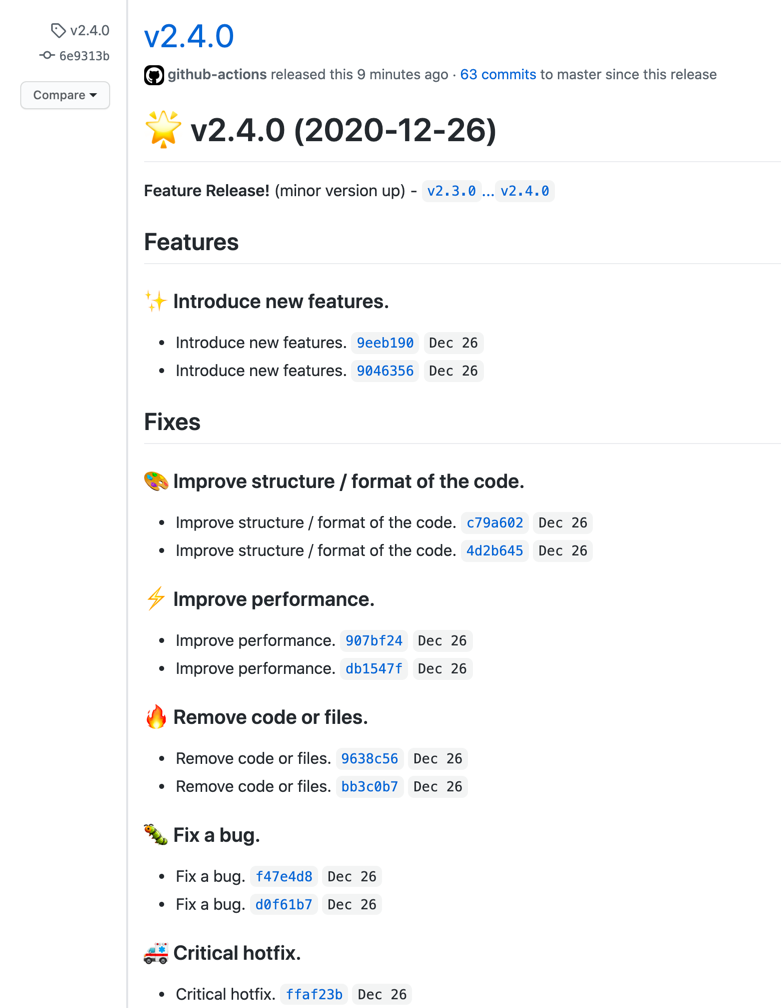 v2.4.0
6e9313b
Compare
v2.4.0
github-actions released this 9 minutes ago · 63 commits to master since this release
🌟 v2.4.0 (2020-12-26)
Feature Release! (minor version up) - v2.3.0 ... v2.4.0
Features
✨ Introduce new features.
• Introduce new features. 9eeb190 Dec 26
• Introduce new features. 9046356 Dec 26
Fixes
🎨 Improve structure / format of the code.
• Improve structure / format of the code. c79a602 Dec 26
• Improve structure / format of the code. 4d2b645 Dec 26
⚡ Improve performance.
• Improve performance. 907bf24 Dec 26
• Improve performance. db1547f Dec 26
🔥 Remove code or files.
• Remove code or files. 9638c56 Dec 26
• Remove code or files. bb3c0b7 Dec 26
🐛 Fix a bug.
• Fix a bug. f47e4d8 Dec 26
• Fix a bug. d0f61b7 Dec 26
🚑 Critical hotfix.
• Critical hotfix. ffaf23b Dec 26